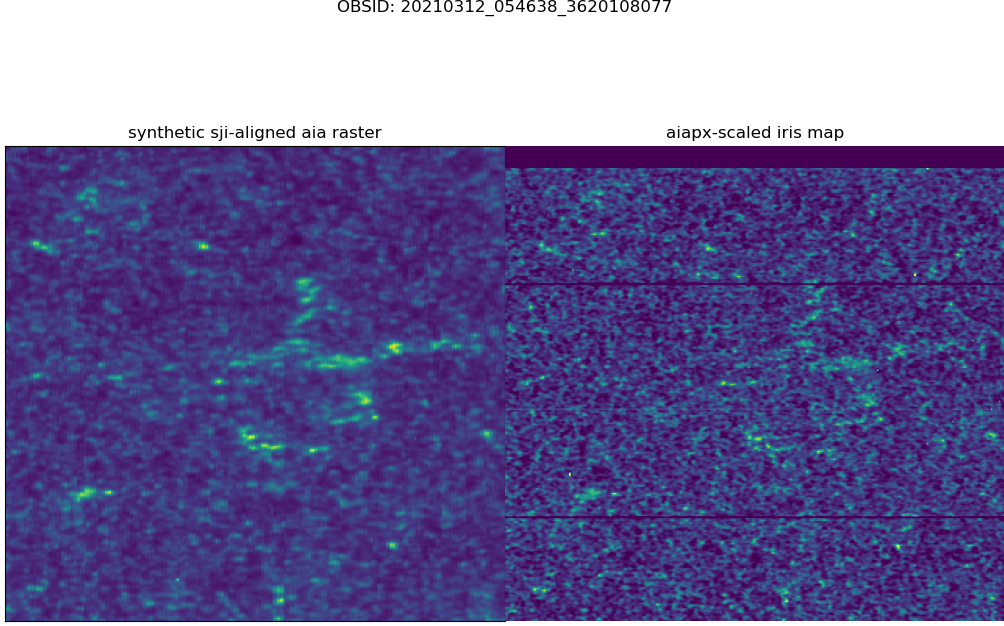 OBSID: 20210312_054638_3620108077
synthetic sji-aligned aia raster
aiapx-scaled iris map